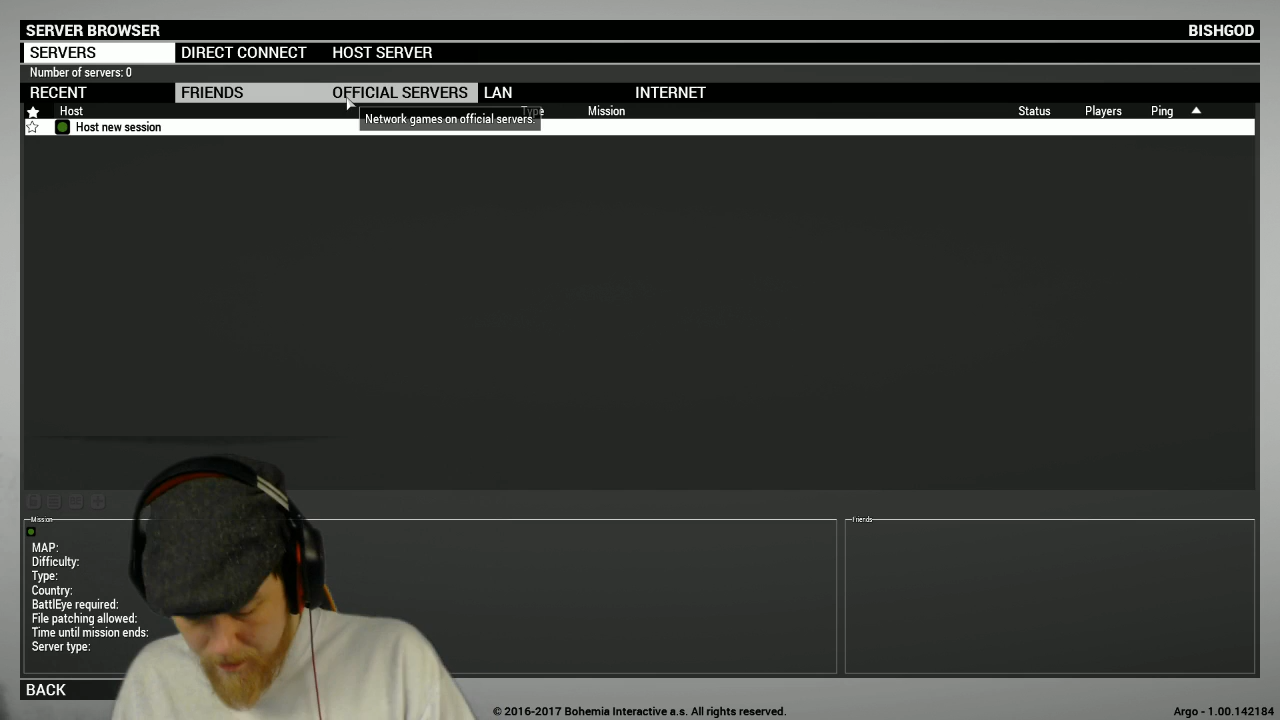 SERVER BROWSER
BISHGOD
SERVERS
DIRECT CONNECT
HOST SERVER
Number of servers: 0
RECENT
FRIENDS
OFFICIAL SERVERS
LAN
INTERNET
Host
Type
Mission
Status
Players
Ping
Network games on official servers.
Host new session
Mission
Friends
MAP:
Difficulty:
Type:
Country:
BattlEye required:
File patching allowed:
Time until mission ends:
Server type:
BACK
© 2016-2017 Bohemia Interactive a.s. All rights reserved.
Argo - 1.00.142184